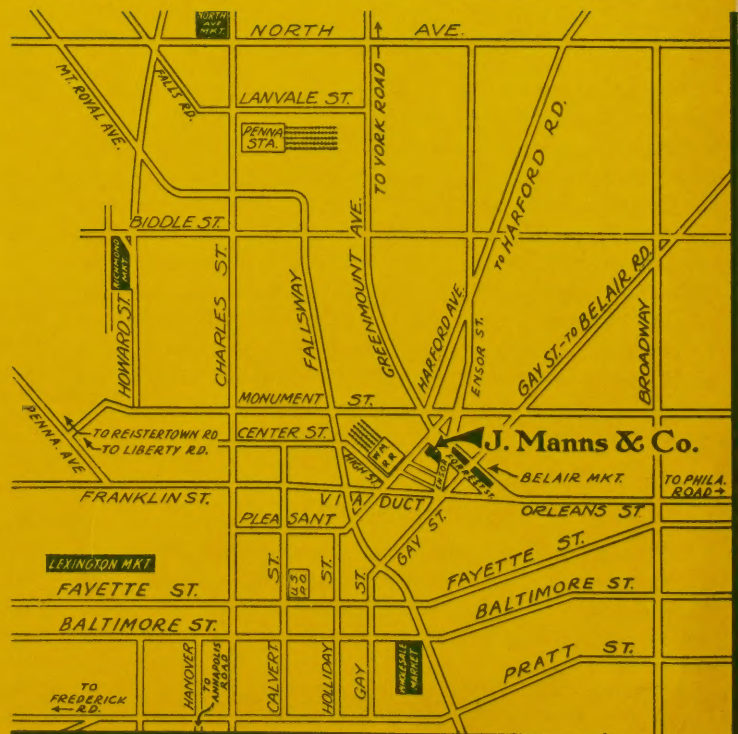 NORTH
AVE
MKT.
NORTH AVE.
MT. ROYAL AVE.
FALLS RD.
LANVALE ST.
PENNA
STA.
TO YORK ROAD
TO HARFORD RD.
BIDDLE ST.
RICHMOND
MKT
HOWARD ST.
CHARLES ST.
FALLSWAY
GREENMOUNT AVE.
HARFORD AVE.
ENSOR ST.
GAY ST.-TO BELAIR RD.
BROADWAY
MONUMENT ST.
PENNA AVE
TO REISTERTOWN RD
TO LIBERTY RD.
CENTER ST.
HIGH ST.
WM
RR
J. Manns & Co.
ENSOR
FORREST ST.
BELAIR MKT.
TO PHILA.
ROAD
FRANKLIN ST.
VIADUCT
ORLEANS ST.
PLEASANT
GAY ST.
LEXINGTON MKT
FAYETTE ST.
ST.
U.S.
P.O.
ST.
ST.
FAYETTE ST.
BALTIMORE ST.
BALTIMORE ST.
HANOVER
TO
ANNAPOLIS
ROAD
CALVERT
HOLLIDAY
GAY
WHOLESALE
MARKET
PRATT ST.
TO
FREDERICK
RD.